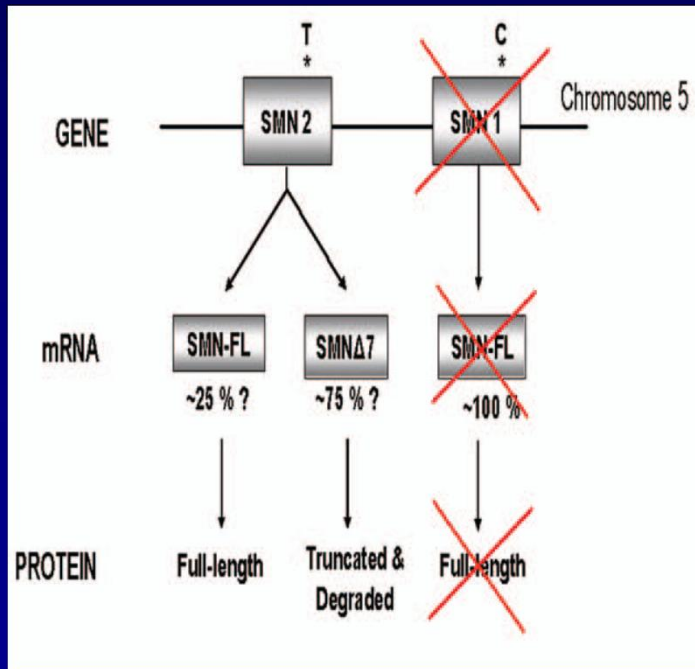 T C
* *
GENE SMN 2 SMN 1 Chromosome 5
mRNA SMN-FL SMNΔ7 SMN-FL
~25 % ? ~75 % ? ~100 %
PROTEIN Full-length Truncated & Full-length
Degraded